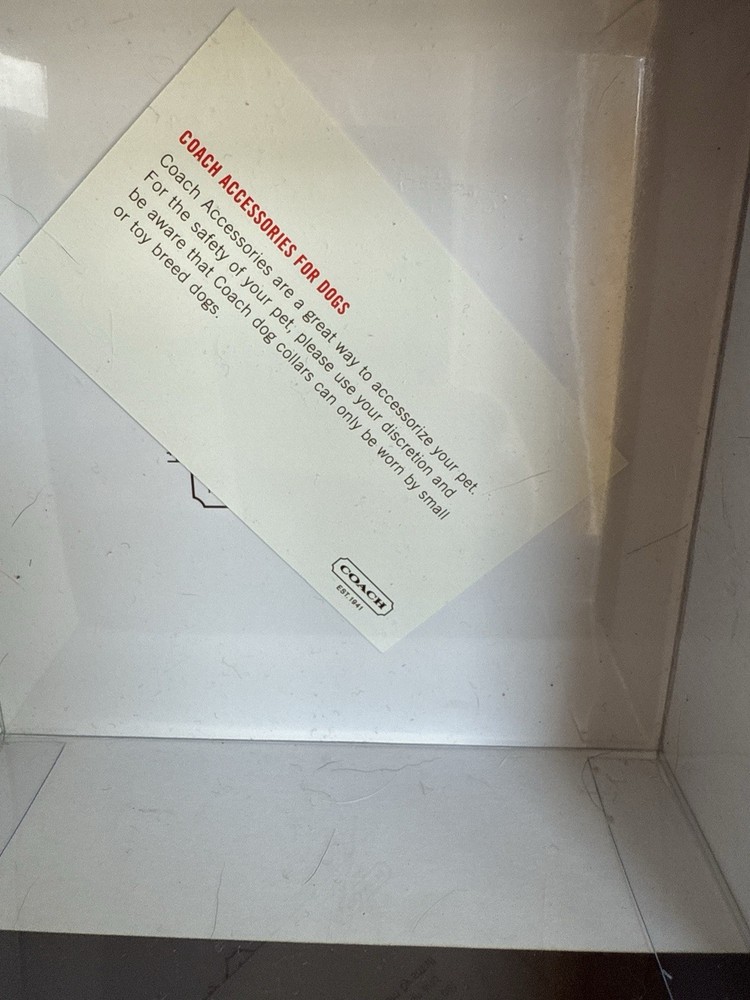 COACH ACCESSORIES FOR DOGS
Coach Accessories are a great way to accessorize your pet.
For the safety of your pet, please use your discretion and
be aware that Coach dog collars can only be worn by small
or toy breed dogs.
COACH
EST. 1941